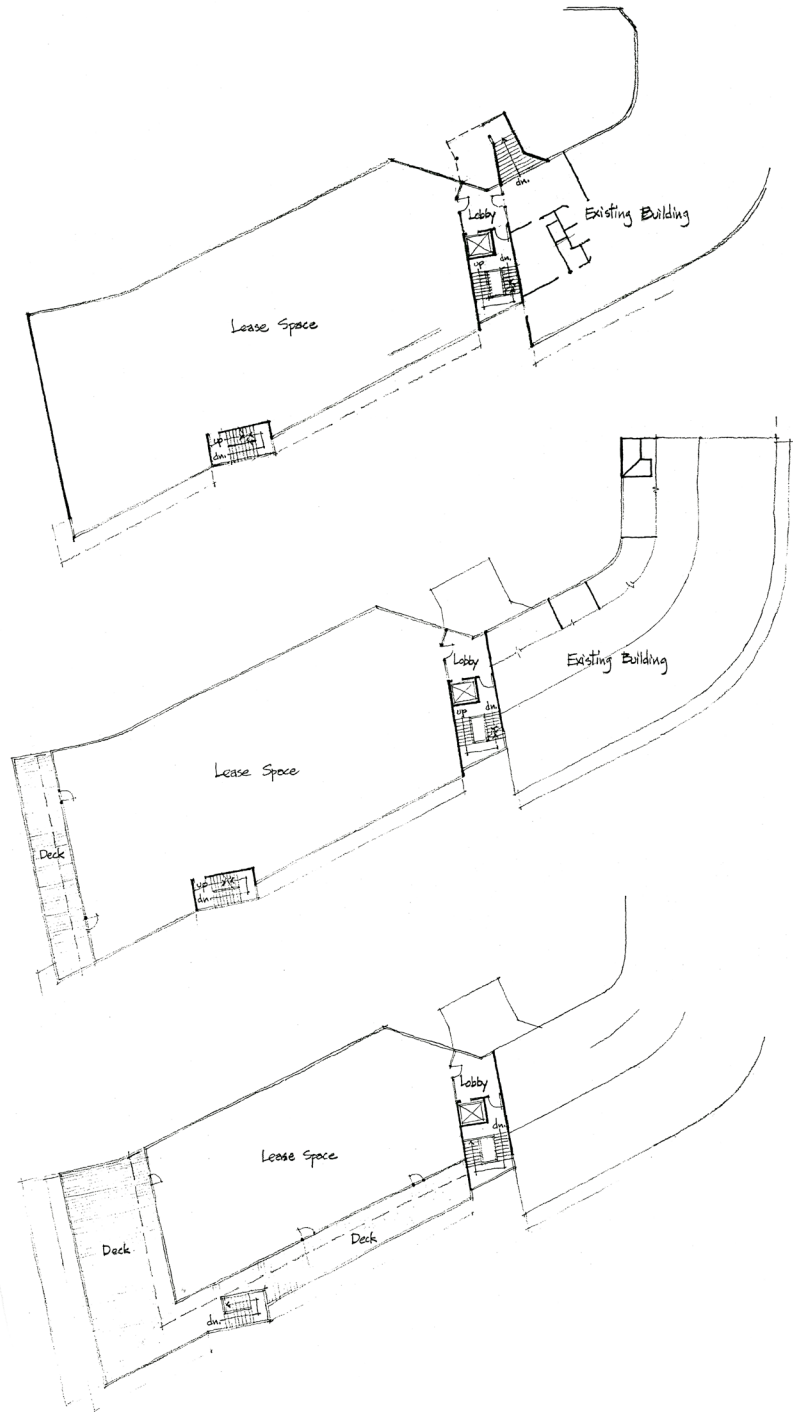 dn.
Lobby
Existing Building
up
dn.
Lease Space
up
dn.
Lobby
Existing Building
up
dn.
Lease Space
Deck
up
dn.
Lobby
dn.
Lease Space
Deck
Deck
dn.